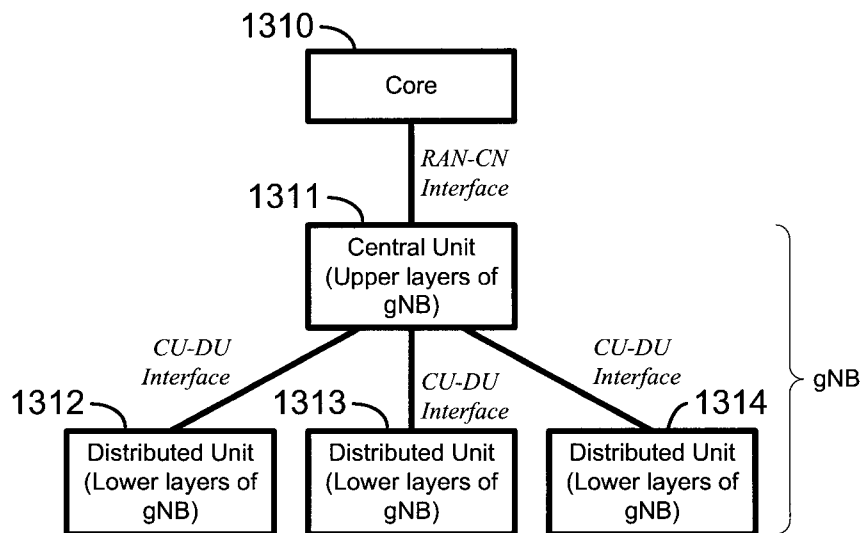 1310
Core
RAN-CN
Interface
1311
Central Unit
(Upper layers of
gNB)
CU-DU
Interface
CU-DU
Interface
CU-DU
Interface
gNB
1312
1313
1314
Distributed Unit
(Lower layers of
gNB)
Distributed Unit
(Lower layers of
gNB)
Distributed Unit
(Lower layers of
gNB)